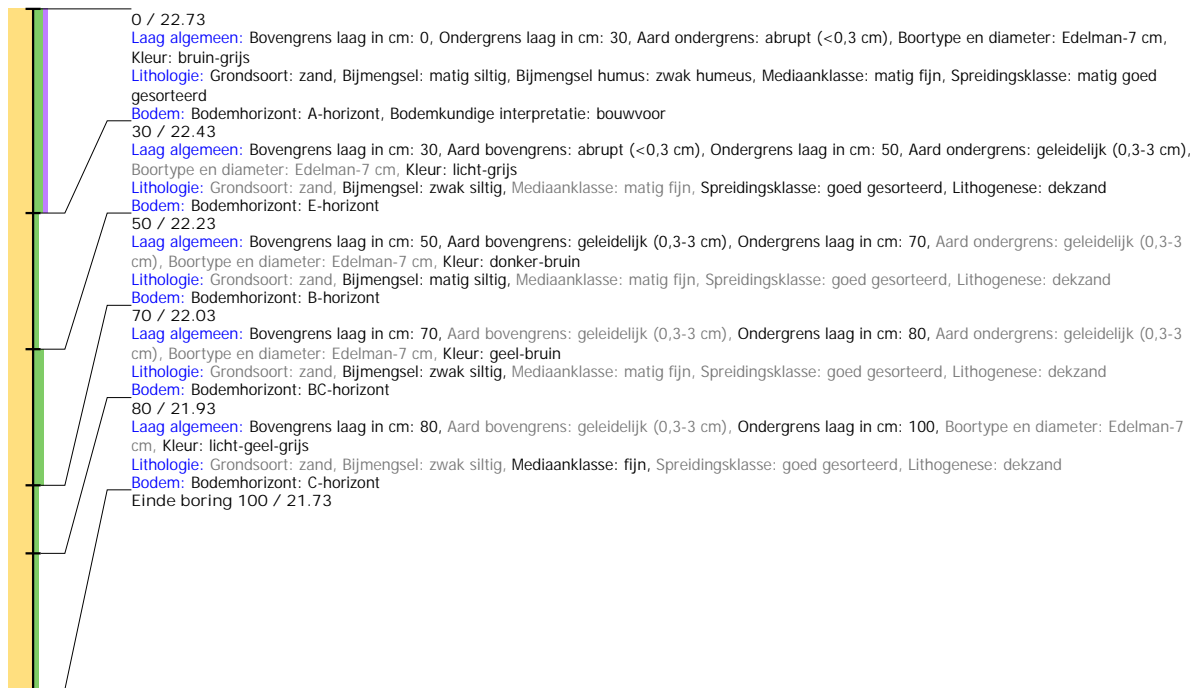 0 / 22.73
Laag algemeen: Bovengrens laag in cm: 0, Ondergrens laag in cm: 30, Aard ondergrens: abrupt (<0,3 cm), Boortype en diameter: Edelman-7 cm,
Kleur: bruin-grijs
Lithologie: Grondsoort: zand, Bijmengsel: matig siltig, Bijmengsel humus: zwak humeus, Mediaanklasse: matig fijn, Spreidingsklasse: matig goed
gesorteerd
Bodem: Bodemhorizont: A-horizont, Bodemkundige interpretatie: bouwvoor
30 / 22.43
Laag algemeen: Bovengrens laag in cm: 30, Aard bovengrens: abrupt (<0,3 cm), Ondergrens laag in cm: 50, Aard ondergrens: geleidelijk (0,3-3 cm),
Boortype en diameter: Edelman-7 cm, Kleur: licht-grijs
Lithologie: Grondsoort: zand, Bijmengsel: zwak siltig, Mediaanklasse: matig fijn, Spreidingsklasse: goed gesorteerd, Lithogenese: dekzand
Bodem: Bodemhorizont: E-horizont
50 / 22.23
Laag algemeen: Bovengrens laag in cm: 50, Aard bovengrens: geleidelijk (0,3-3 cm), Ondergrens laag in cm: 70, Aard ondergrens: geleidelijk (0,3-3
cm), Boortype en diameter: Edelman-7 cm, Kleur: donker-bruin
Lithologie: Grondsoort: zand, Bijmengsel: matig siltig, Mediaanklasse: matig fijn, Spreidingsklasse: goed gesorteerd, Lithogenese: dekzand
Bodem: Bodemhorizont: B-horizont
70 / 22.03
Laag algemeen: Bovengrens laag in cm: 70, Aard bovengrens: geleidelijk (0,3-3 cm), Ondergrens laag in cm: 80, Aard ondergrens: geleidelijk (0,3-3
cm), Boortype en diameter: Edelman-7 cm, Kleur: geel-bruin
Lithologie: Grondsoort: zand, Bijmengsel: zwak siltig, Mediaanklasse: matig fijn, Spreidingsklasse: goed gesorteerd, Lithogenese: dekzand
Bodem: Bodemhorizont: BC-horizont
80 / 21.93
Laag algemeen: Bovengrens laag in cm: 80, Aard bovengrens: geleidelijk (0,3-3 cm), Ondergrens laag in cm: 100, Boortype en diameter: Edelman-7
cm, Kleur: licht-geel-grijs
Lithologie: Grondsoort: zand, Bijmengsel: zwak siltig, Mediaanklasse: fijn, Spreidingsklasse: goed gesorteerd, Lithogenese: dekzand
Bodem: Bodemhorizont: C-horizont
Einde boring 100 / 21.73